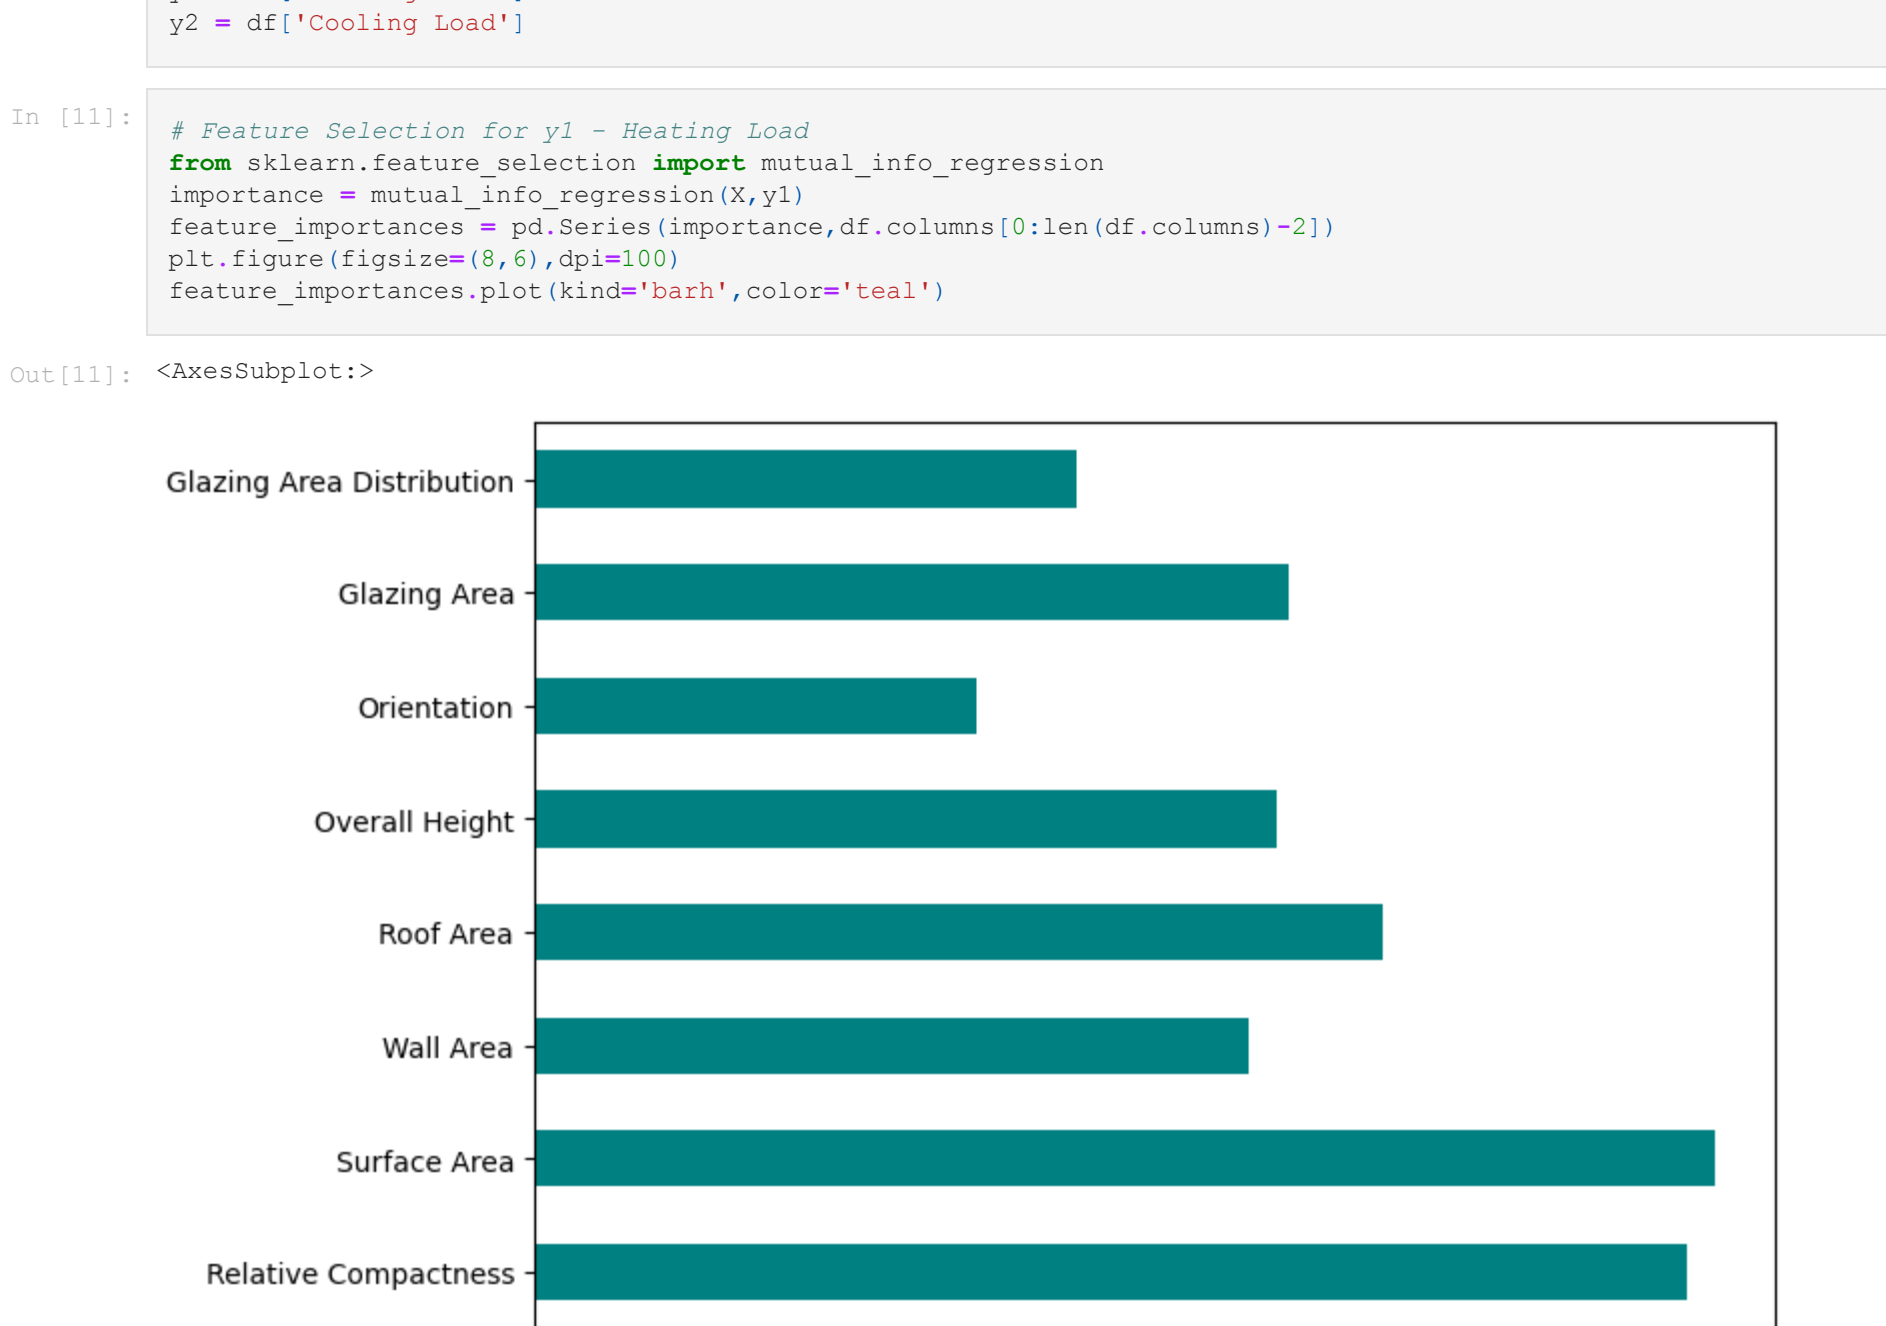 y2 = df['Cooling Load']
In [11]:
# Feature Selection for y1 - Heating Load
from sklearn.feature_selection import mutual_info_regression
importance = mutual_info_regression(X,y1)
feature_importances = pd.Series(importance,df.columns[0:len(df.columns)-2])
plt.figure(figsize=(8,6),dpi=100)
feature_importances.plot(kind='barh',color='teal')
Out[11]: <AxesSubplot:>
Glazing Area Distribution
Glazing Area
Orientation
Overall Height
Roof Area
Wall Area
Surface Area
Relative Compactness